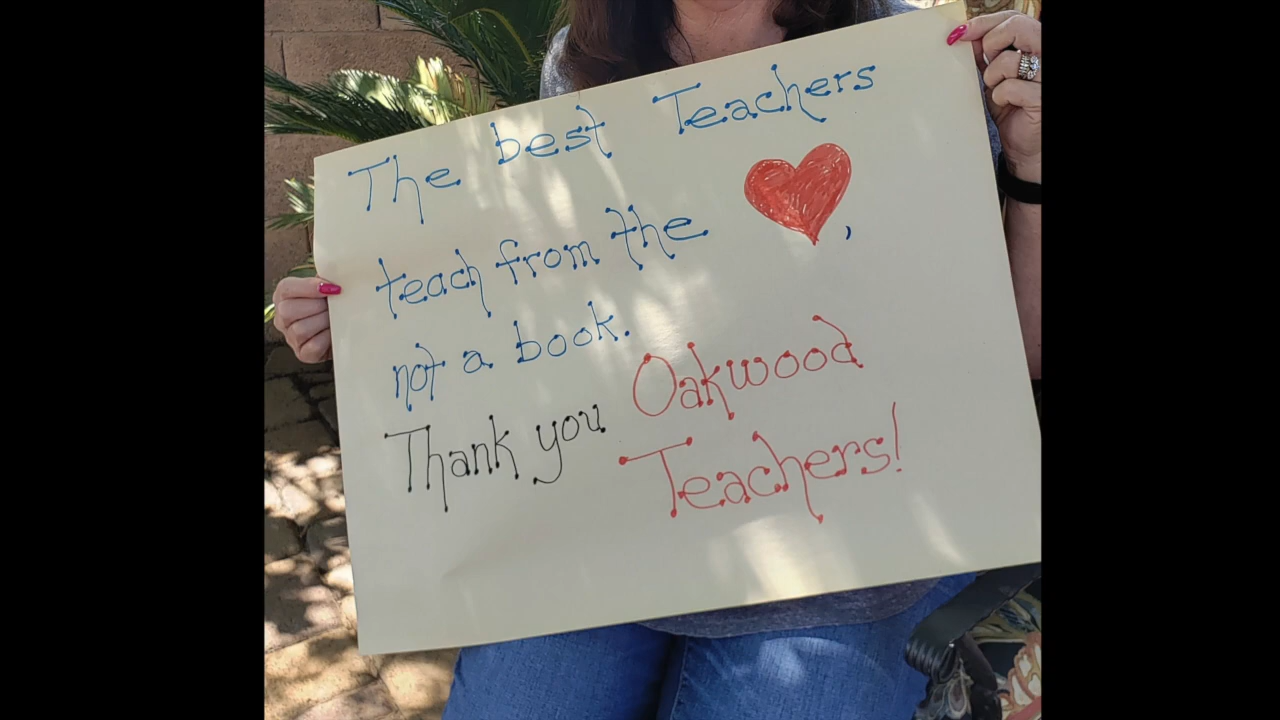 The best Teachers
teach from the ❤,
not a book.
Thank you Oakwood
Teachers!